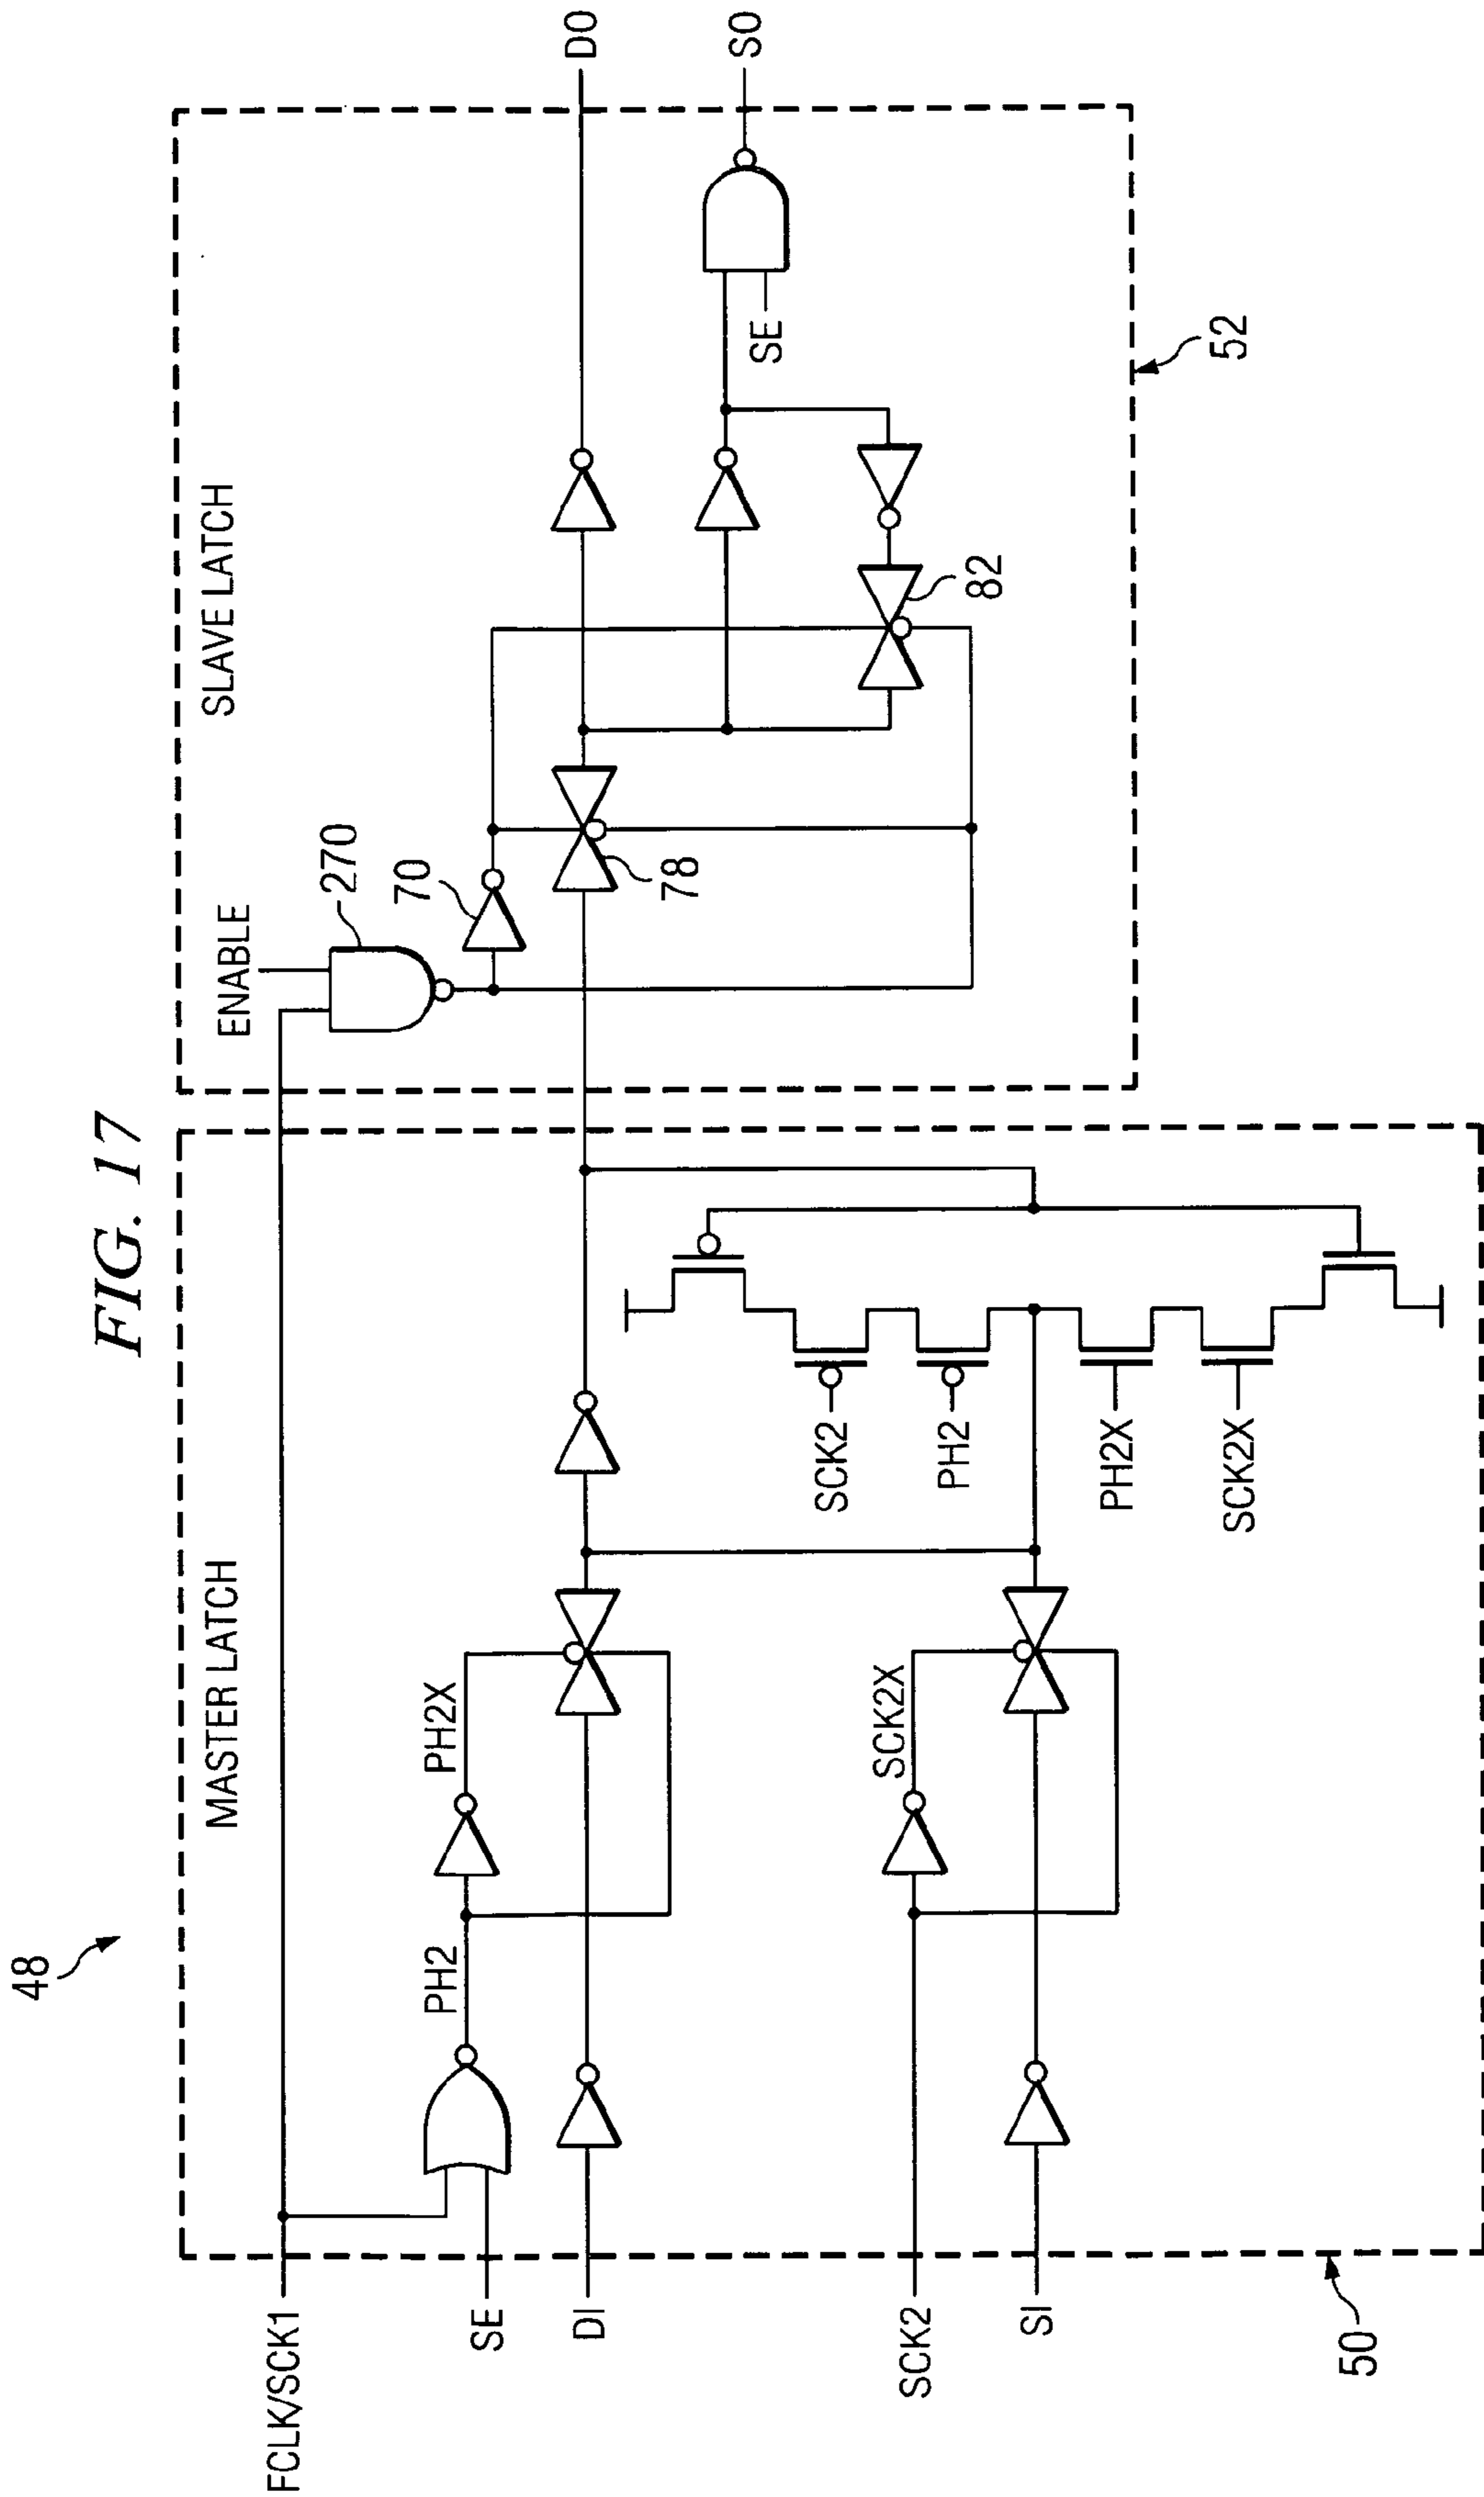 FIG. 17
48
MASTER LATCH
SLAVE LATCH
ENABLE
270
70
FCLK/SCK1
SE
PH2
PH2X
DI
78
DO
SCK2
SCK2X
SI
SCK2
PH2
PH2X
SCK2X
82
SE
SO
50
52